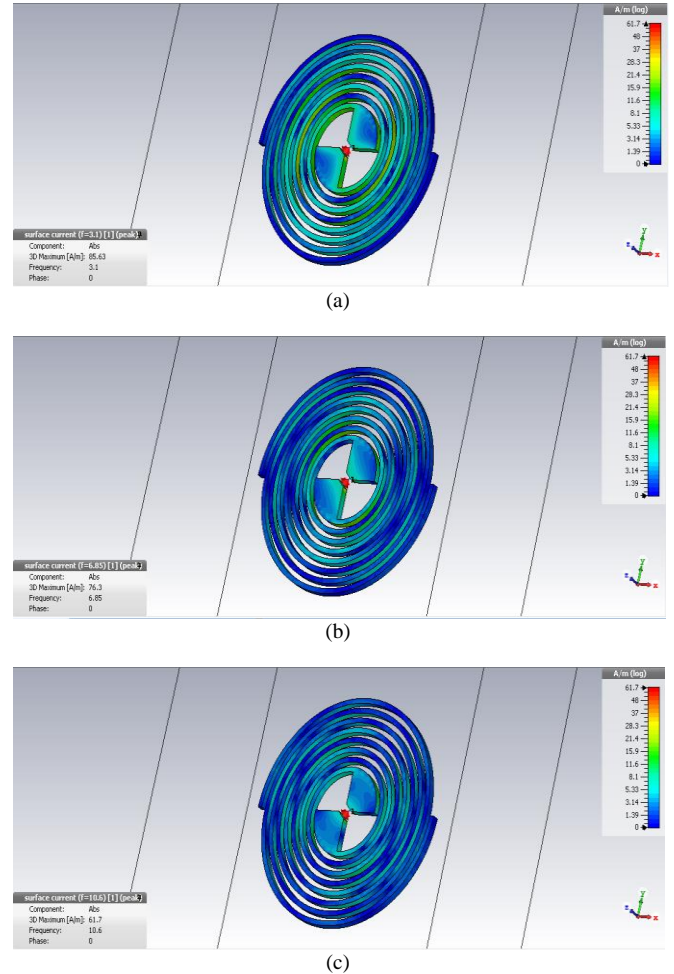 A/m (log)
61.7
48
37
28.3
21.4
15.9
11.6
8.1
5.33
3.14
1.39
0
surface current (f=3.1) [1] (peak)
Component: Abs
3D Maximum [A/m]: 85.63
Frequency: 3.1
Phase: 0
y
z
x
(a)
A/m (log)
61.7
48
37
28.3
21.4
15.9
11.6
8.1
5.33
3.14
1.39
0
surface current (f=6.85) [1] (peak)
Component: Abs
3D Maximum [A/m]: 76.3
Frequency: 6.85
Phase: 0
y
z
x
(b)
A/m (log)
61.7
48
37
28.3
21.4
15.9
11.6
8.1
5.33
3.14
1.39
0
surface current (f=10.6) [1] (peak)
Component: Abs
3D Maximum [A/m]: 61.7
Frequency: 10.6
Phase: 0
y
z
x
(c)